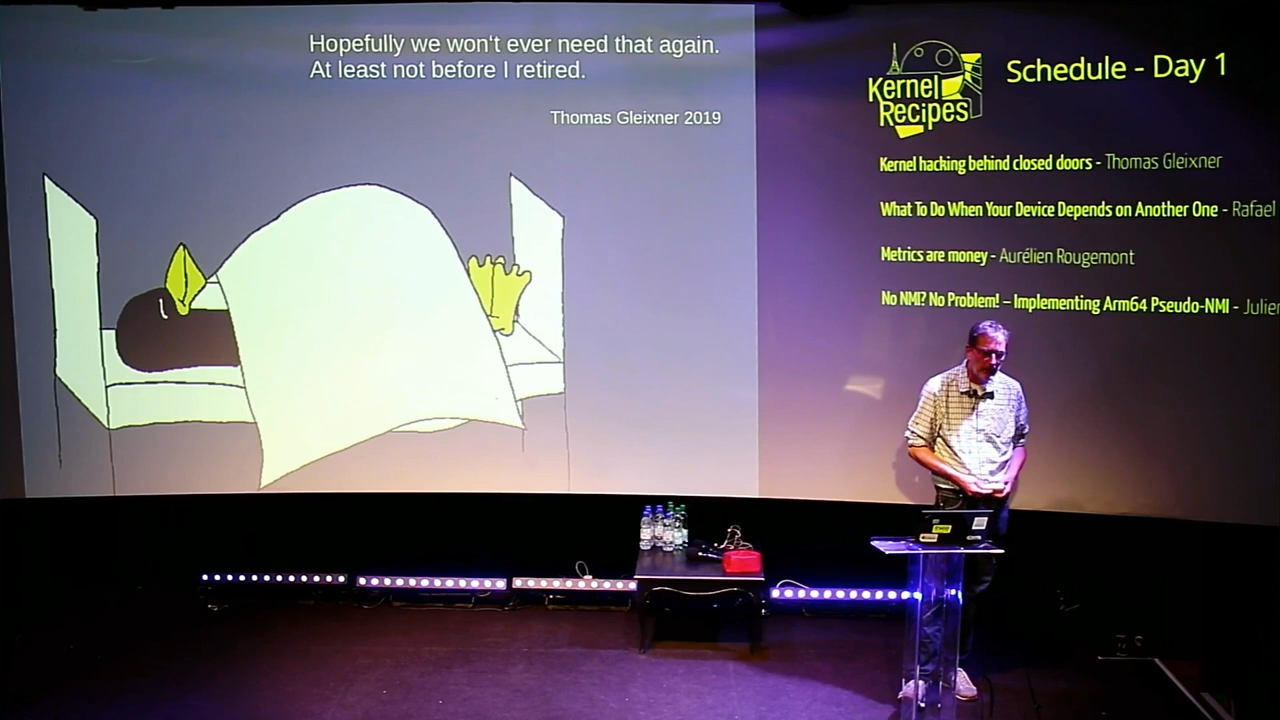 Hopefully we won't ever need that again.
At least not before I retired.
Thomas Gleixner 2019
Kernel
Recipes
Schedule - Day 1
Kernel hacking behind closed doors - Thomas Gleixner
What To Do When Your Device Depends on Another One - Rafael
Metrics are money - Aurélien Rougemont
No NMI? No Problem! – Implementing Arm64 Pseudo-NMI - Julien